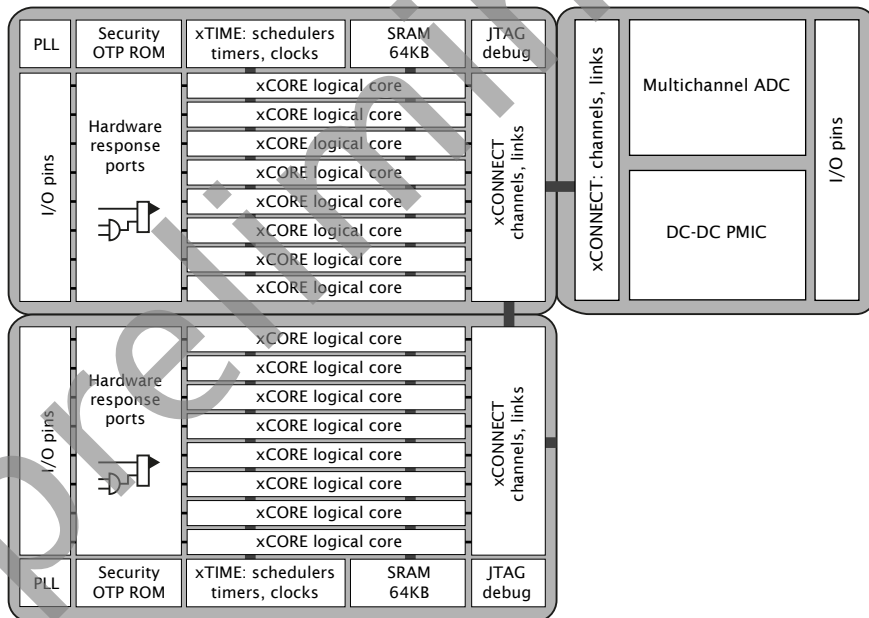 PLL
Security
OTP ROM
xTIME: schedulers
timers, clocks
SRAM
64KB
JTAG
debug
I/O pins
Hardware
response
ports
xCORE logical core
xCORE logical core
xCORE logical core
xCORE logical core
xCORE logical core
xCORE logical core
xCORE logical core
xCORE logical core
xCONNECT
channels, links
xCONNECT: channels, links
Multichannel ADC
DC-DC PMIC
I/O pins
I/O pins
Hardware
response
ports
xCORE logical core
xCORE logical core
xCORE logical core
xCORE logical core
xCORE logical core
xCORE logical core
xCORE logical core
xCORE logical core
xCONNECT
channels, links
PLL
Security
OTP ROM
xTIME: schedulers
timers, clocks
SRAM
64KB
JTAG
debug
prelimin